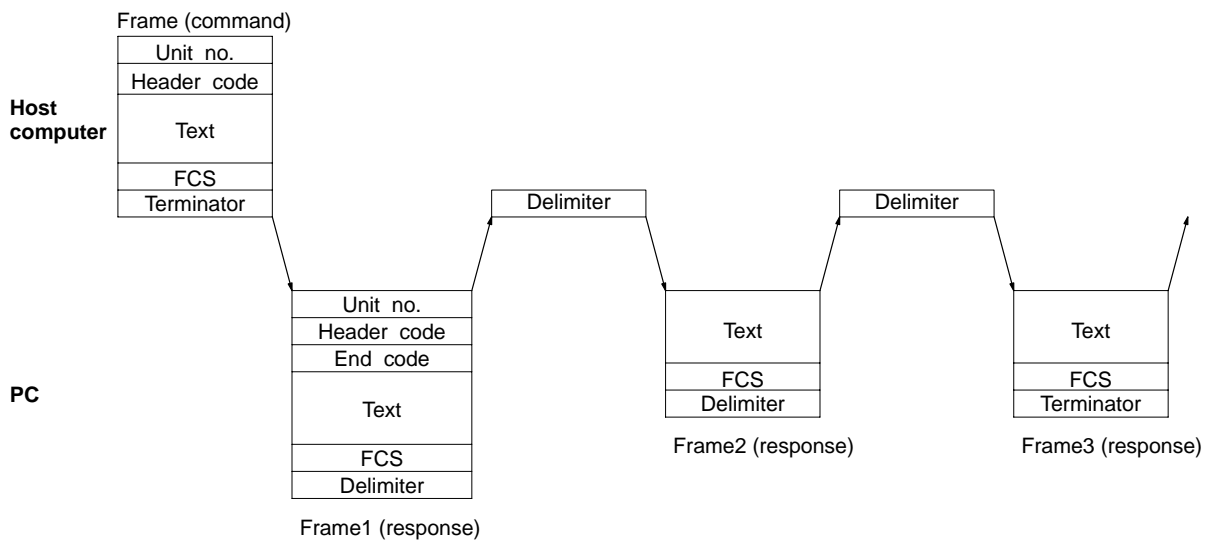 Frame (command)
Unit no.
Header code
Host
computer
Text
FCS
Terminator
Delimiter
Delimiter
Unit no.
Header code
End code
PC
Text
FCS
Delimiter
Frame1 (response)
Text
FCS
Delimiter
Frame2 (response)
Text
FCS
Terminator
Frame3 (response)